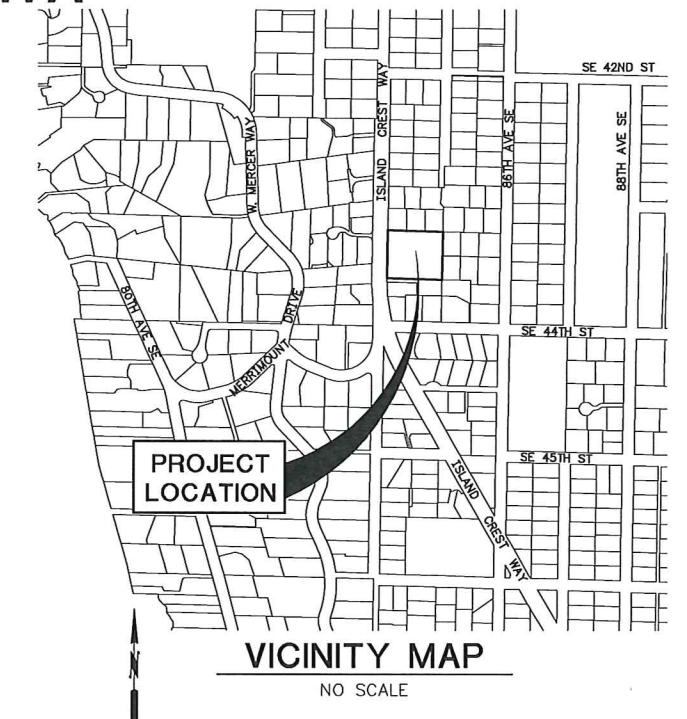 SE 42ND ST
ISLAND CREST WAY
86TH AVE SE
88TH AVE SE
W. MERCER WAY
80TH AVE SE
MERRIMOUNT DRIVE
SE 44TH ST
PROJECT
LOCATION
SE 45TH ST
ISLAND CREST WAY
N
VICINITY MAP
NO SCALE